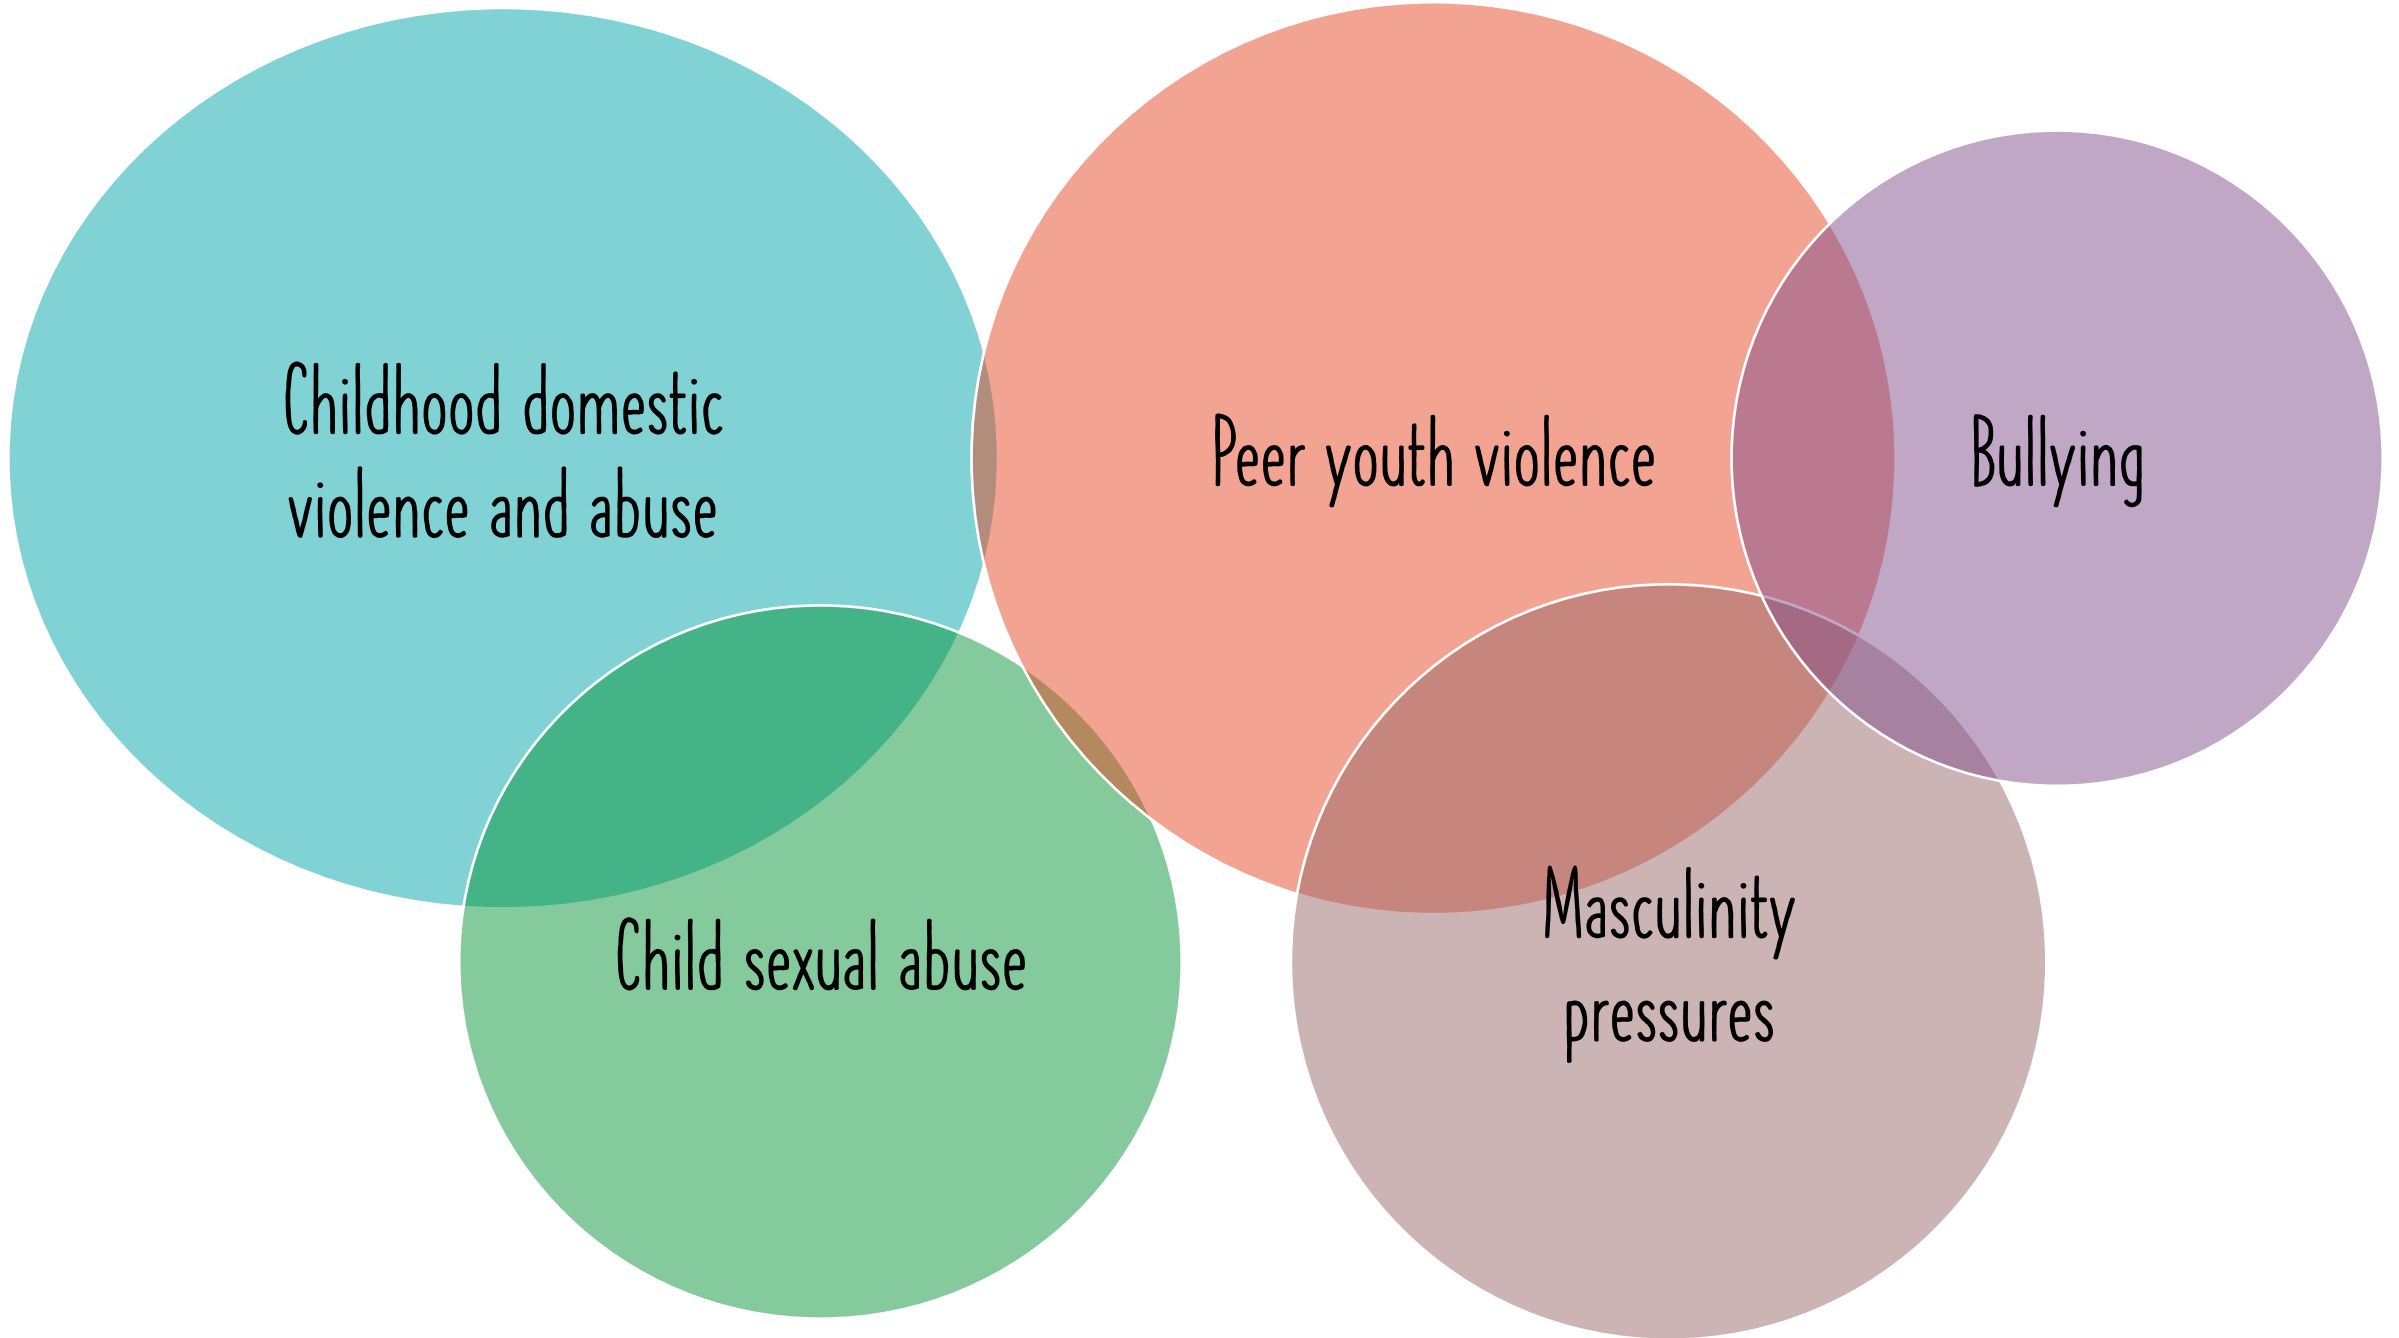 Childhood domestic
violence and abuse
Peer youth violence
Bullying
Child sexual abuse
Masculinity
pressures